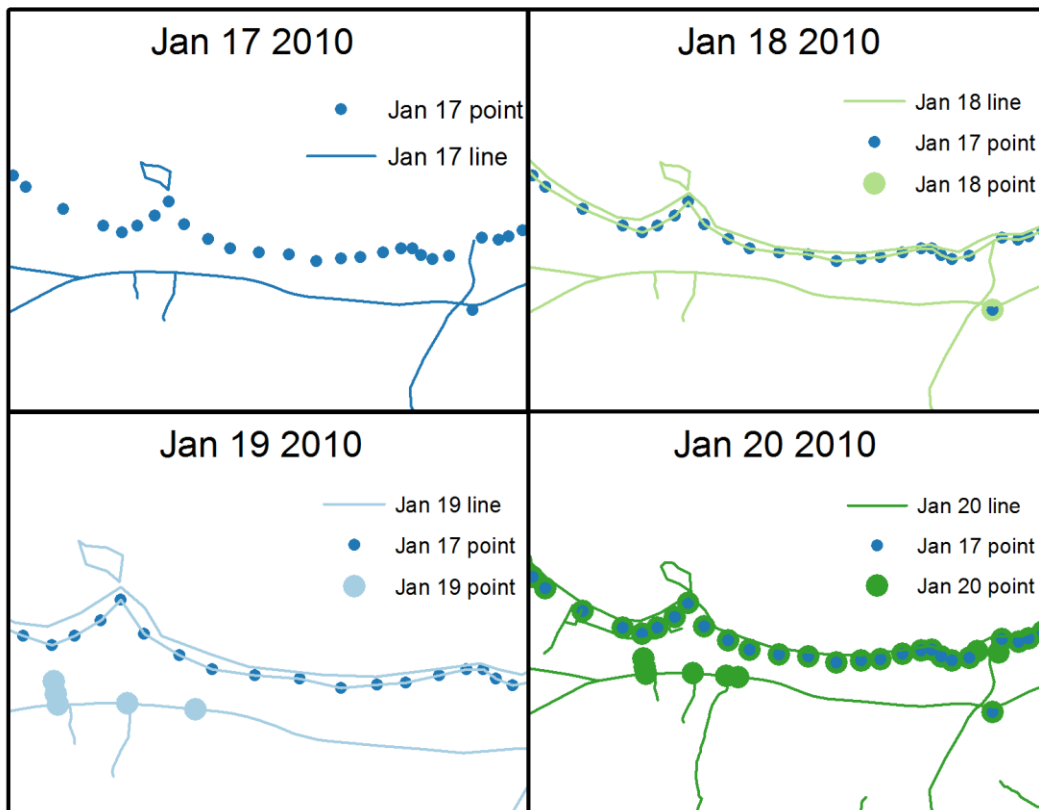 Jan 17 2010
Jan 17 point
Jan 17 line
Jan 18 2010
Jan 18 line
Jan 17 point
Jan 18 point
Jan 19 2010
Jan 19 line
Jan 17 point
Jan 19 point
Jan 20 2010
Jan 20 line
Jan 17 point
Jan 20 point